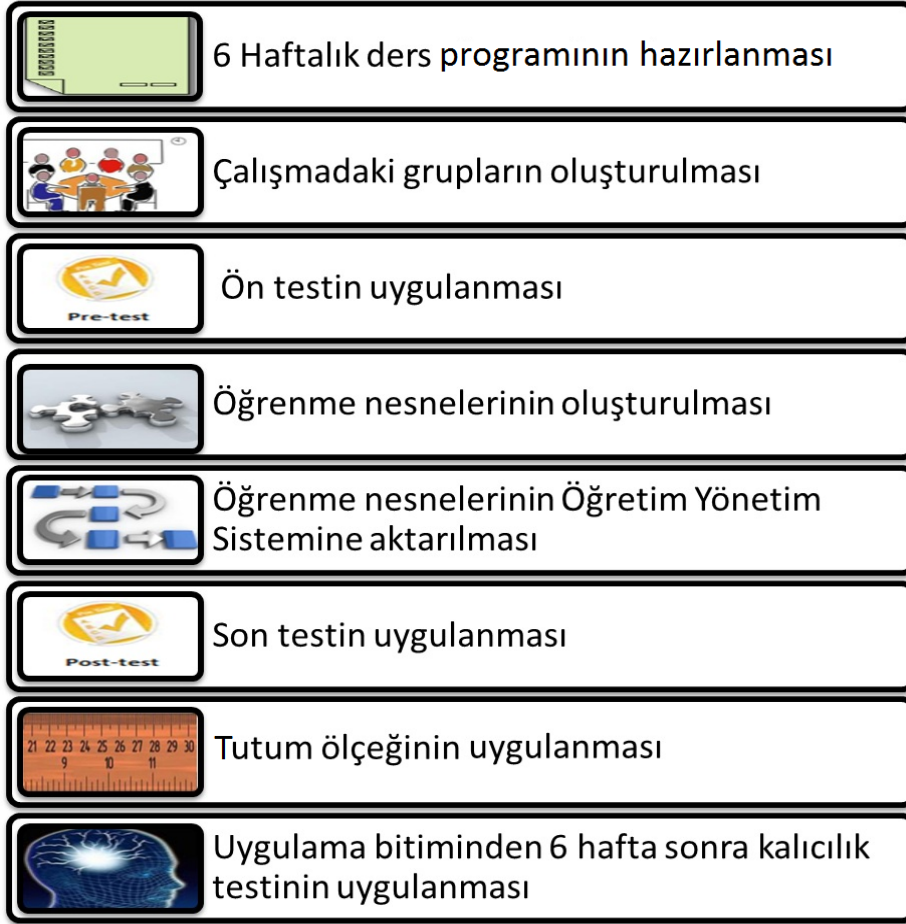 6 Haftalık ders programının hazırlanması
Çalışmadaki grupların oluşturulması
Ön testin uygulanması
Pre-test
Öğrenme nesnelerinin oluşturulması
Öğrenme nesnelerinin Öğretim Yönetim
Sistemine aktarılması
Son testin uygulanması
Post-test
Tutum ölçeğinin uygulanması
21 22 23 24 25 26 27 28 29 30
9 10 11
Uygulama bitiminden 6 hafta sonra kalıcılık
testinin uygulanması